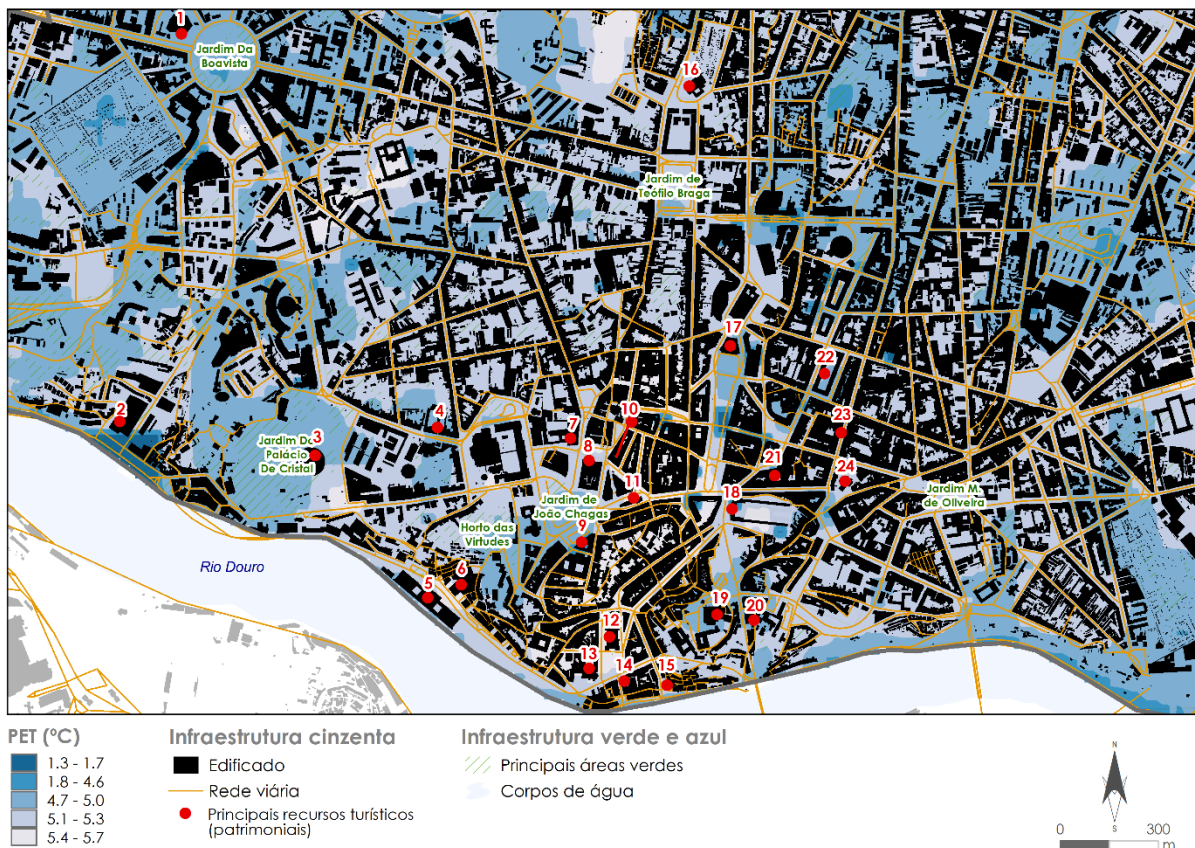 1
Jardim Da
Boavista
16
Jardim de
Teófilo Braga
17
22
2
Jardim Do
Palácio
De Cristal
3
4
7
8
10
23
21
24
11
18
Jardim de
João Chagas
Jardim M.
de Oliveira
Horto das
Virtudes
9
Rio Douro
5
6
19
20
12
13
14
15
PET (ºC)
1.3 - 1.7
1.8 - 4.6
4.7 - 5.0
5.1 - 5.3
5.4 - 5.7
Infraestrutura cinzenta
Edificado
Rede viária
Principais recursos turísticos
(patrimoniais)
Infraestrutura verde e azul
Principais áreas verdes
Corpos de água
N
S
0 300
m